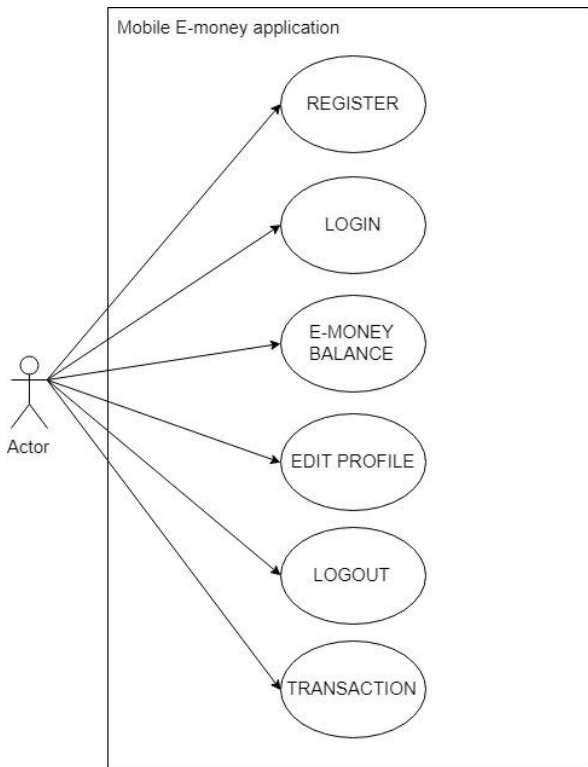 Mobile E-money application
REGISTER
LOGIN
E-MONEY
BALANCE
Actor
EDIT PROFILE
LOGOUT
TRANSACTION